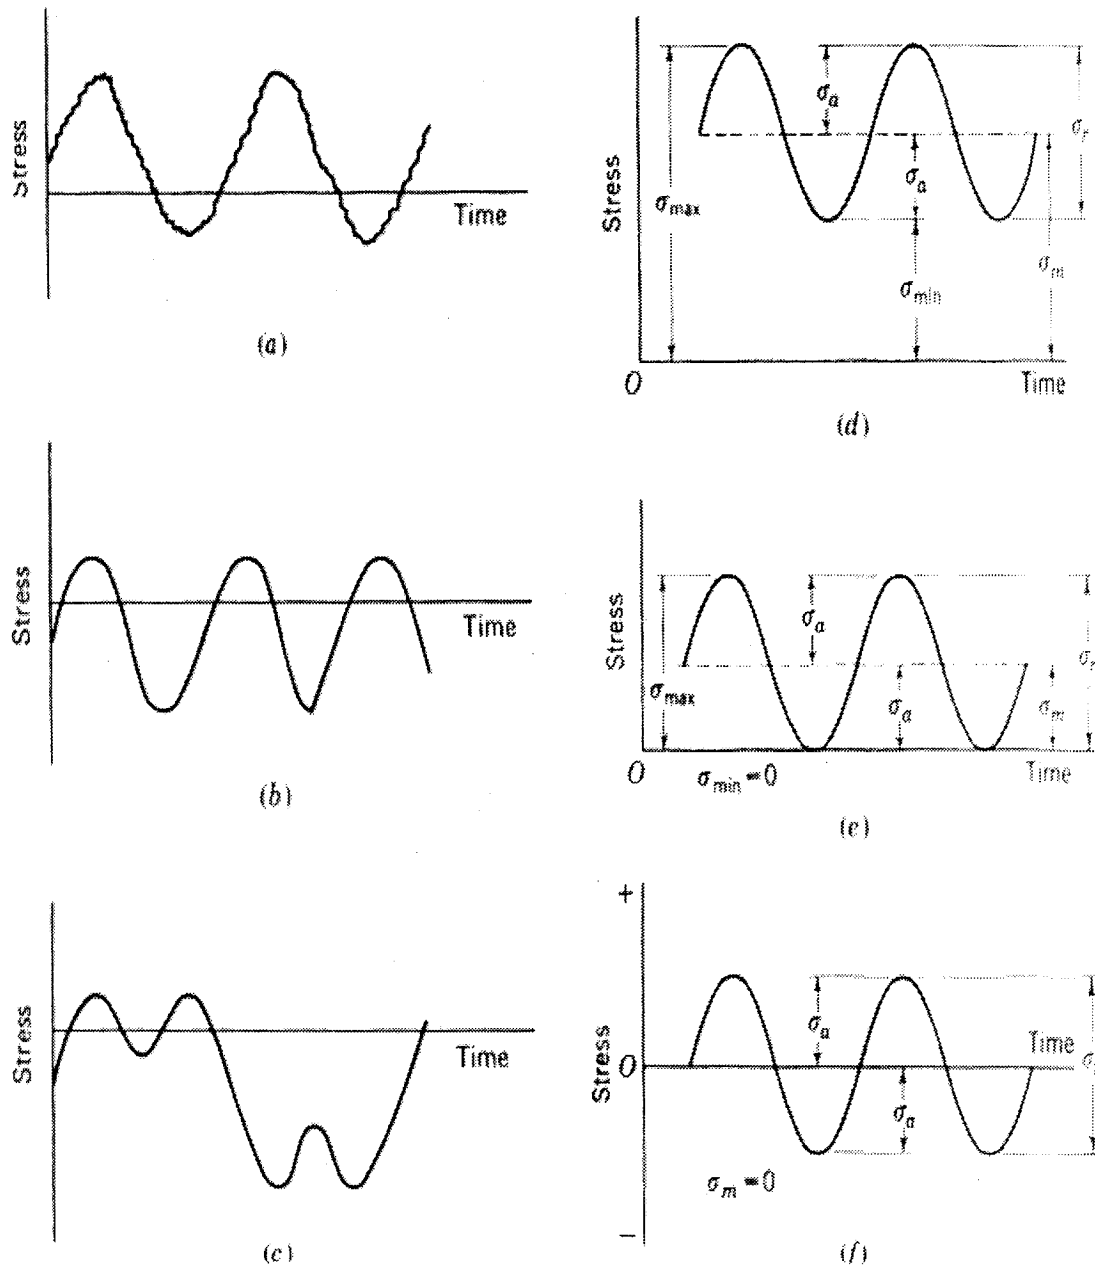 Stress
Time
(a)
Stress
Time
(b)
Stress
Time
(c)
Stress
σmax
σa
σa
σr
σmin
σm
O
Time
(d)
Stress
σmax
σa
σa
σm
O
σmin = 0
Time
(e)
+
Stress
O
σa
σa
Time
σm = 0
−
(f)